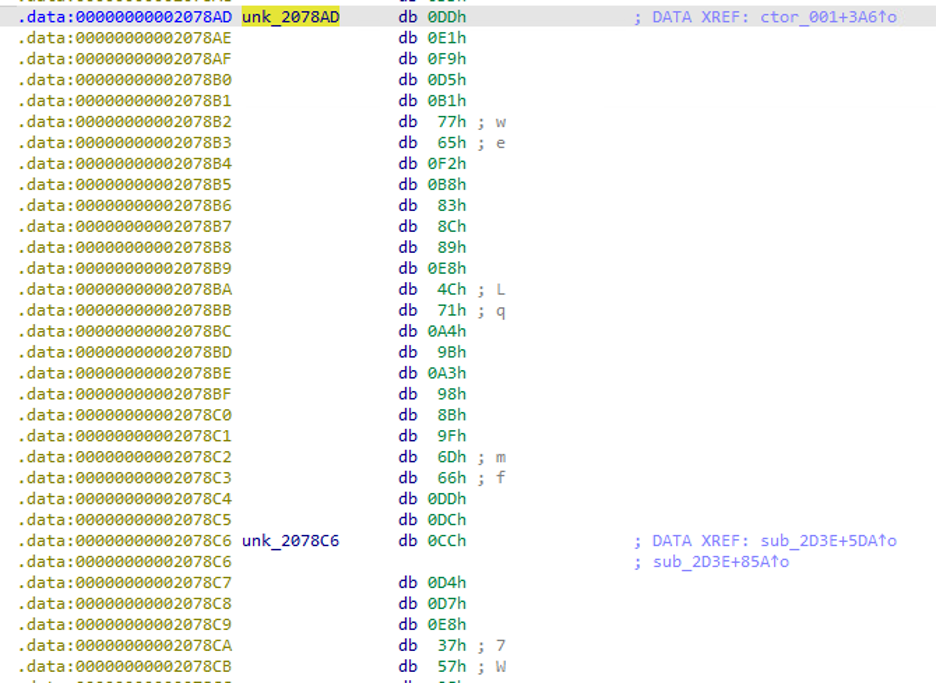 .data:00000000002078AD unk_2078AD db 0DDh ; DATA XREF: ctor_001+3A6↑o
.data:00000000002078AE db 0E1h
.data:00000000002078AF db 0F9h
.data:00000000002078B0 db 0D5h
.data:00000000002078B1 db 0B1h
.data:00000000002078B2 db 77h ; w
.data:00000000002078B3 db 65h ; e
.data:00000000002078B4 db 0F2h
.data:00000000002078B5 db 0B8h
.data:00000000002078B6 db 83h
.data:00000000002078B7 db 8Ch
.data:00000000002078B8 db 89h
.data:00000000002078B9 db 0E8h
.data:00000000002078BA db 4Ch ; L
.data:00000000002078BB db 71h ; q
.data:00000000002078BC db 0A4h
.data:00000000002078BD db 9Bh
.data:00000000002078BE db 0A3h
.data:00000000002078BF db 98h
.data:00000000002078C0 db 8Bh
.data:00000000002078C1 db 9Fh
.data:00000000002078C2 db 6Dh ; m
.data:00000000002078C3 db 66h ; f
.data:00000000002078C4 db 0DDh
.data:00000000002078C5 db 0DCh
.data:00000000002078C6 unk_2078C6 db 0CCh ; DATA XREF: sub_2D3E+5DA↑o
.data:00000000002078C6 ; sub_2D3E+85A↑o
.data:00000000002078C7 db 0D4h
.data:00000000002078C8 db 0D7h
.data:00000000002078C9 db 0E8h
.data:00000000002078CA db 37h ; 7
.data:00000000002078CB db 57h ; W